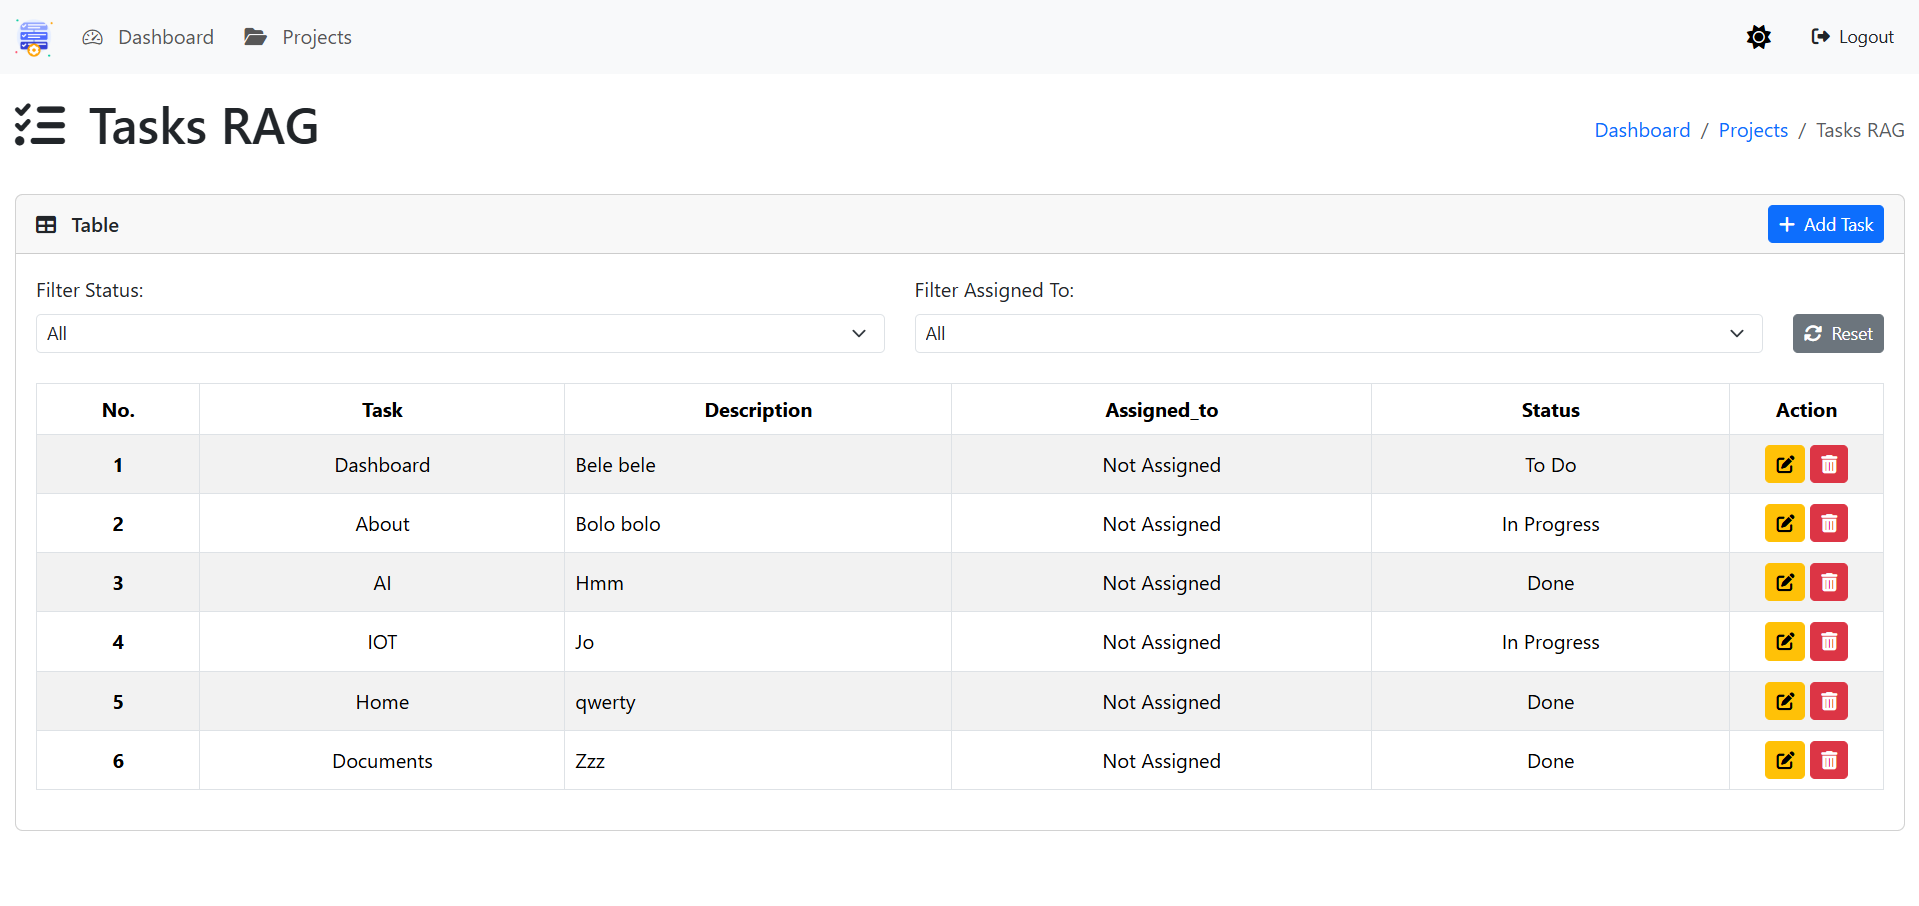 Dashboard Projects Logout
Tasks RAG
Dashboard / Projects / Tasks RAG
Table
+ Add Task
Filter Status: Filter Assigned To:
All All Reset
No. Task Description Assigned_to Status Action
1 Dashboard Bele bele Not Assigned To Do
2 About Bolo bolo Not Assigned In Progress
3 AI Hmm Not Assigned Done
4 IOT Jo Not Assigned In Progress
5 Home qwerty Not Assigned Done
6 Documents Zzz Not Assigned Done